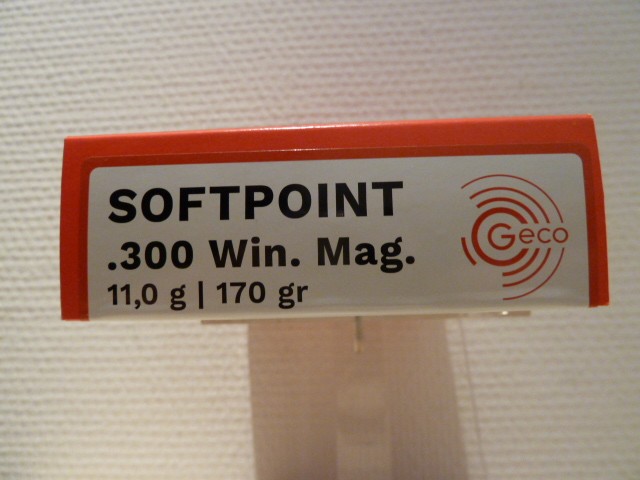 SOFTPOINT
.300 Win. Mag.
11,0 g | 170 gr
Geco